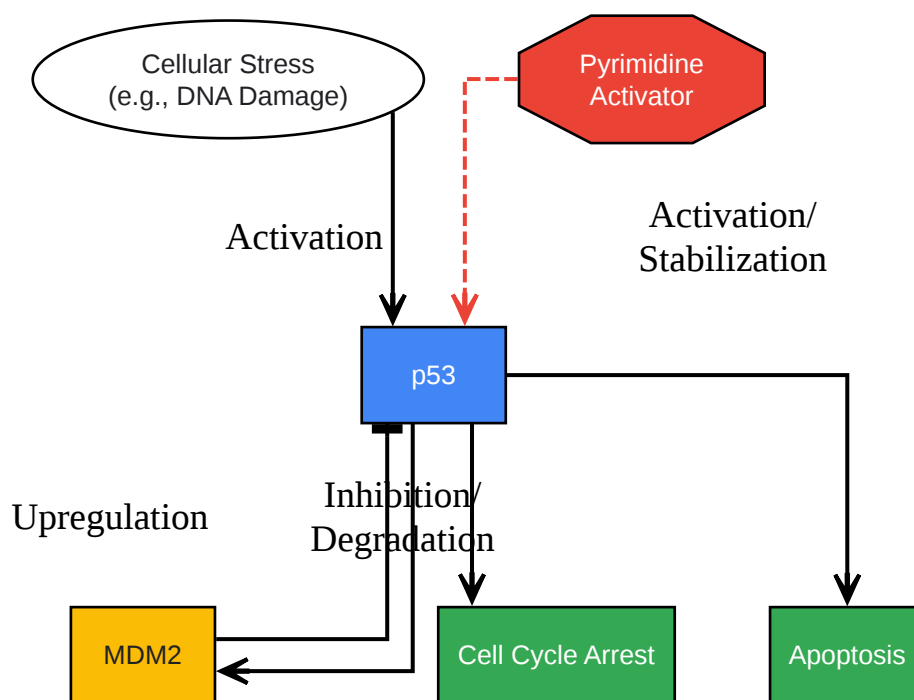 Cellular Stress
(e.g., DNA Damage)
Pyrimidine
Activator
Activation
Activation/
Stabilization
p53
Upregulation
Inhibition/
Degradation
MDM2
Cell Cycle Arrest
Apoptosis